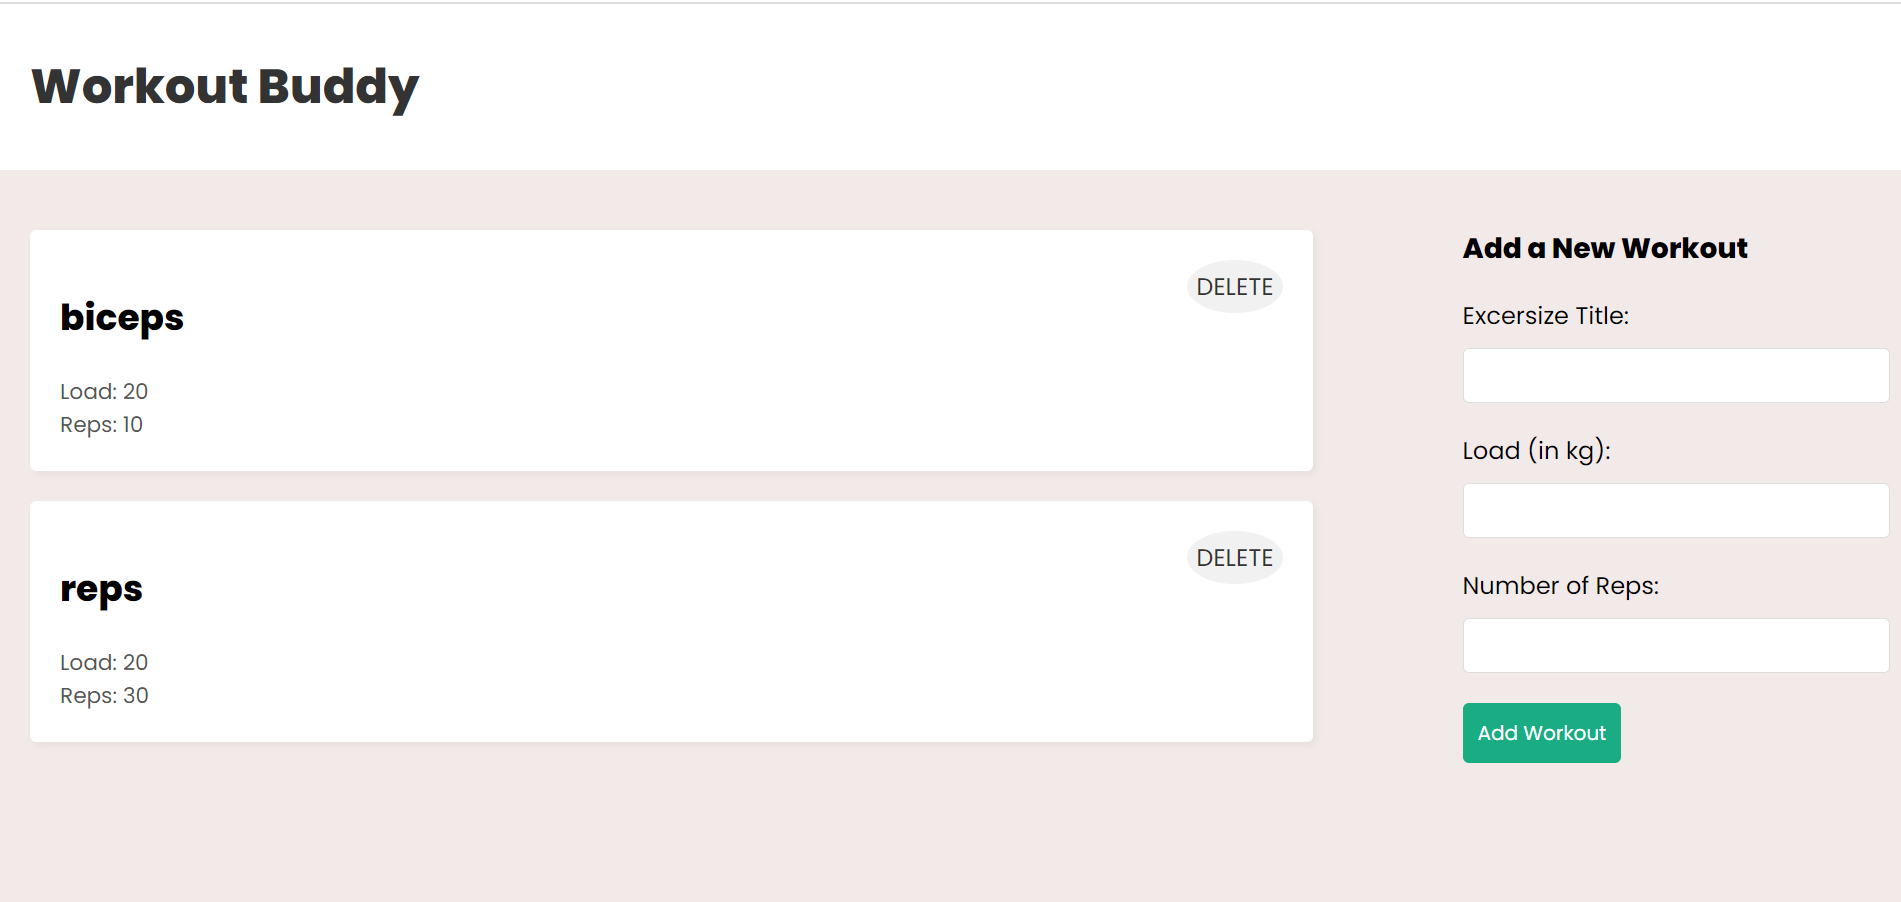 Workout Buddy
DELETE
biceps
Load: 20
Reps: 10
DELETE
reps
Load: 20
Reps: 30
Add a New Workout
Excersize Title:
Load (in kg):
Number of Reps:
Add Workout